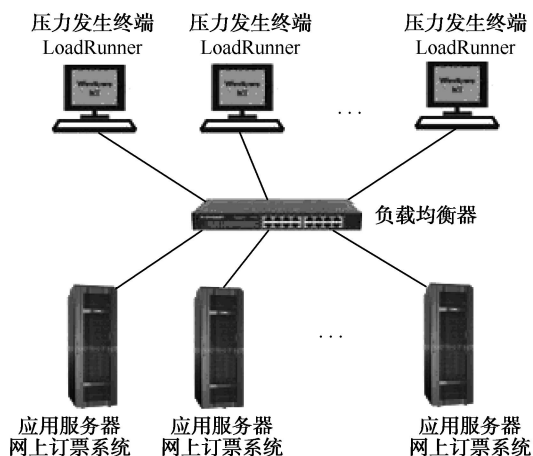 压力发生终端
LoadRunner
压力发生终端
LoadRunner
压力发生终端
LoadRunner
...
负载均衡器
...
应用服务器
网上订票系统
应用服务器
网上订票系统
应用服务器
网上订票系统